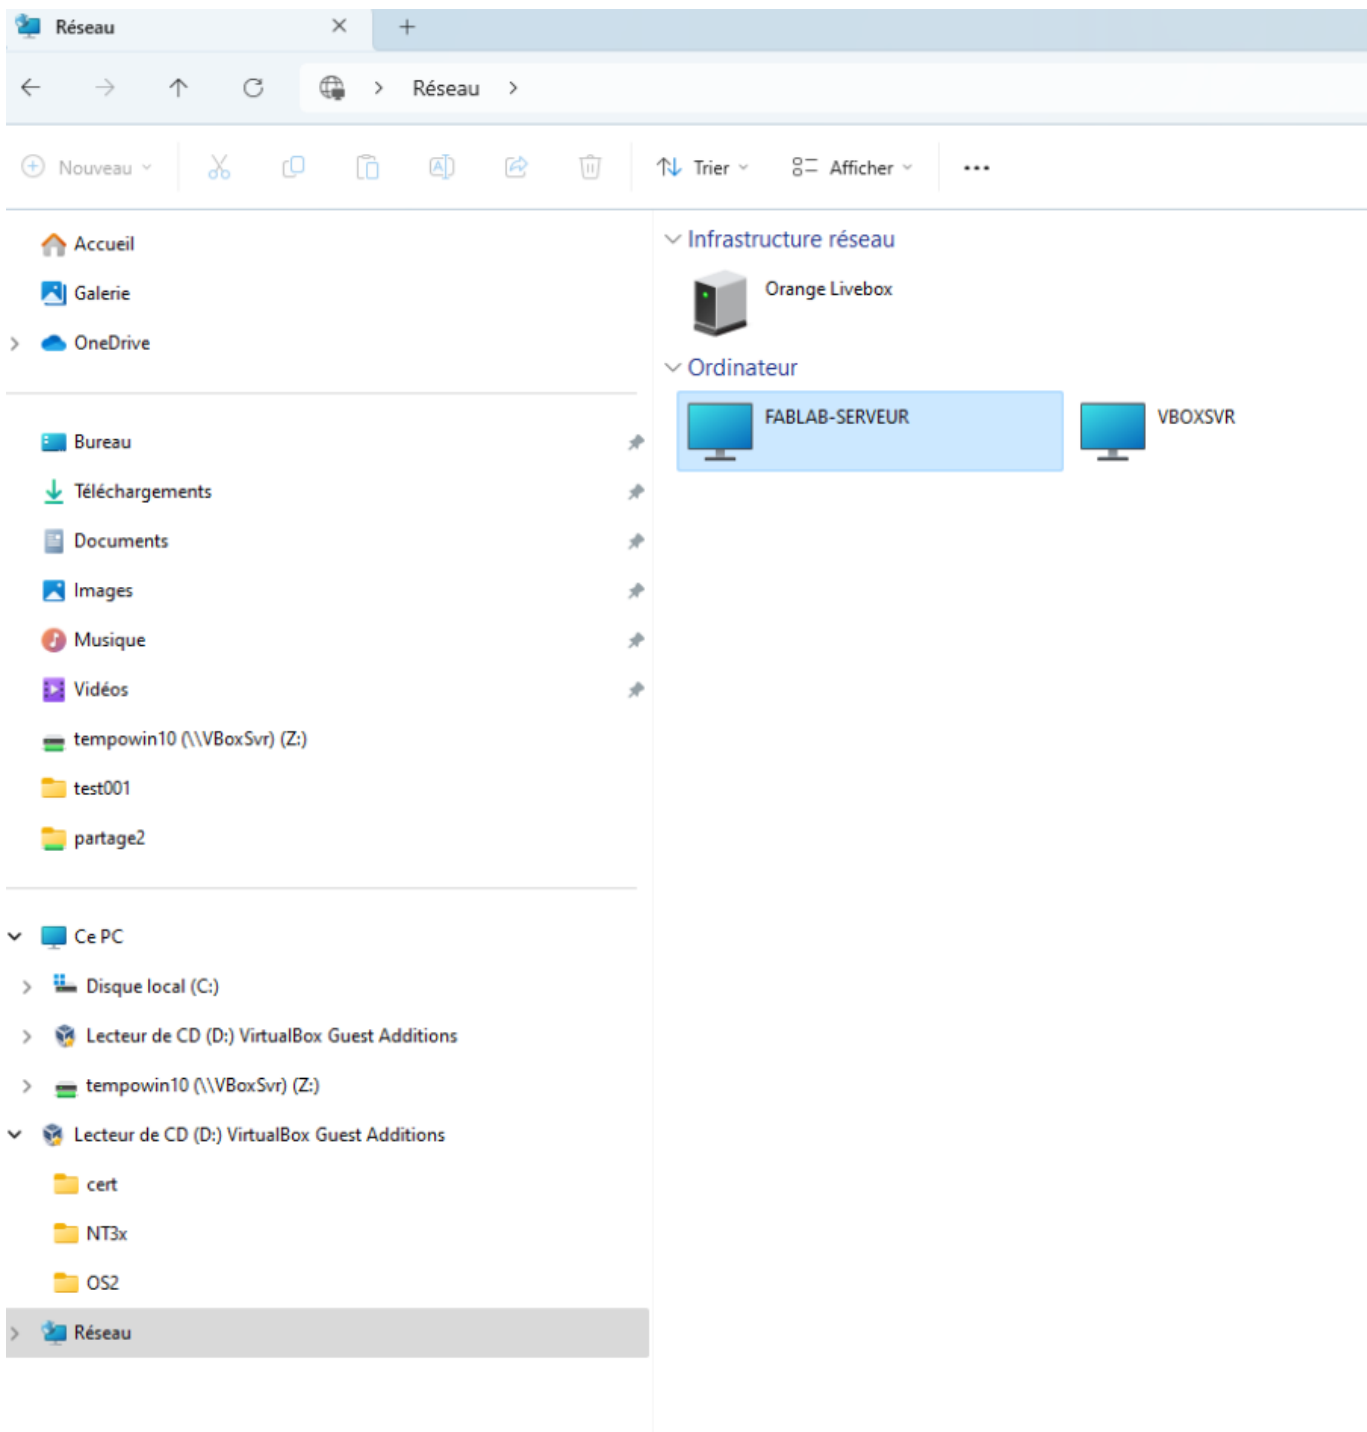 Réseau
Réseau
Nouveau
Trier
Afficher
Accueil
Galerie
OneDrive
Bureau
Téléchargements
Documents
Images
Musique
Vidéos
tempowin10 (\\VBoxSvr) (Z:)
test001
partage2
Ce PC
Disque local (C:)
Lecteur de CD (D:) VirtualBox Guest Additions
tempowin10 (\\VBoxSvr) (Z:)
Lecteur de CD (D:) VirtualBox Guest Additions
cert
NT3x
OS2
Réseau
Infrastructure réseau
Orange Livebox
Ordinateur
FABLAB-SERVEUR
VBOXSVR